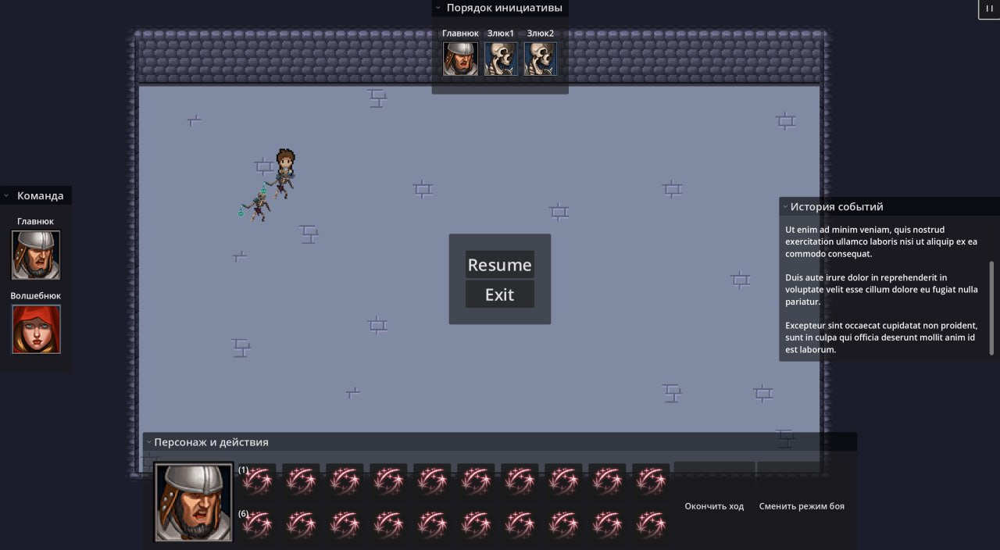 Порядок инициативы
Главнюк Злюк1 Злюк2
Команда
Главнюк
Волшебнюк
Resume
Exit
История событий
Ut enim ad minim veniam, quis nostrud
exercitation ullamco laboris nisi ut aliquip ex ea
commodo consequat.
Duis aute irure dolor in reprehenderit in
voluptate velit esse cillum dolore eu fugiat nulla
pariatur.
Excepteur sint occaecat cupidatat non proident,
sunt in culpa qui officia deserunt mollit anim id
est laborum.
Персонаж и действия
(1)
(6)
Окончить ход
Сменить режим боя